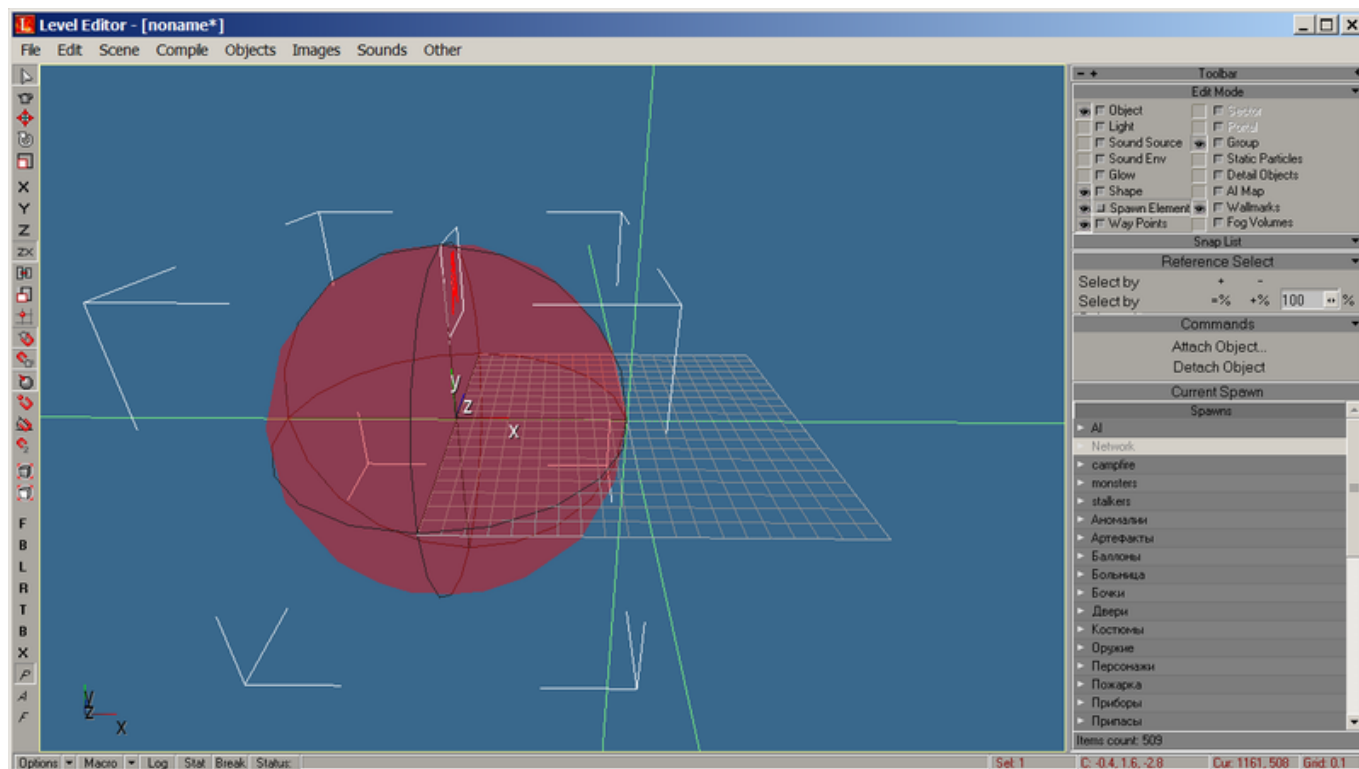 Level Editor - [noname*]
File Edit Scene Compile Objects Images Sounds Other
- + Toolbar
Edit Mode
Object Sector
Light Portal
Sound Source Group
Sound Env Static Particles
Glow Detail Objects
Shape AI Map
Spawn Element Wallmarks
Way Points Fog Volumes
Snap List
Reference Select
Select by + -
Select by =% +% 100 %
Commands
Attach Object...
Detach Object
Current Spawn
Spawns
AI
Network
campfire
monsters
stalkers
Аномалии
Артефакты
Баллоны
Больница
Бочки
Двери
Костюмы
Оружие
Персонажи
Пожарка
Приборы
Припасы
Items count: 509
X
Y
Z
ZX
F
B
L
R
T
B
X
P
A
F
y
z
x
y
z
x
Options Macro Log Stat Break Status: Sel: 1 C: -0.4, 1.6, -2.8 Cur: 1161, 508 Grid: 0.1